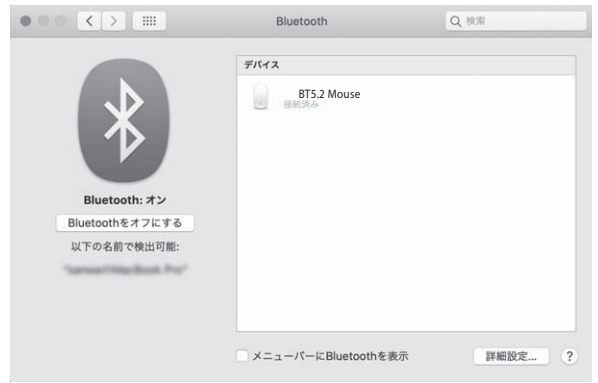 Bluetooth
検索
デバイス
BT5.2 Mouse
接続済み
Bluetooth: オン
Bluetoothをオフにする
以下の名前で検出可能:
メニューバーにBluetoothを表示
詳細設定...
?